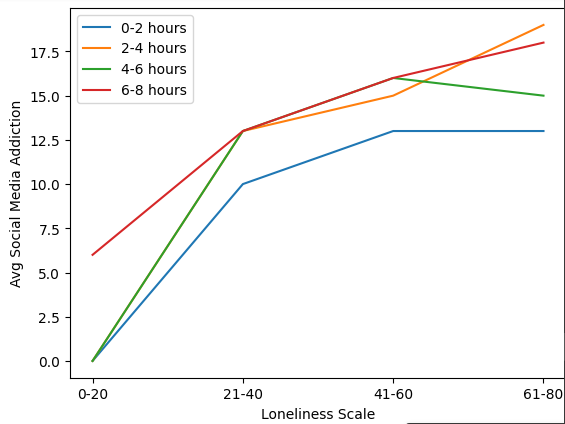 0-2 hours
2-4 hours
4-6 hours
6-8 hours
17.5
15.0
12.5
10.0
7.5
5.0
2.5
0.0
Avg Social Media Addiction
0-20 21-40 41-60 61-80
Loneliness Scale